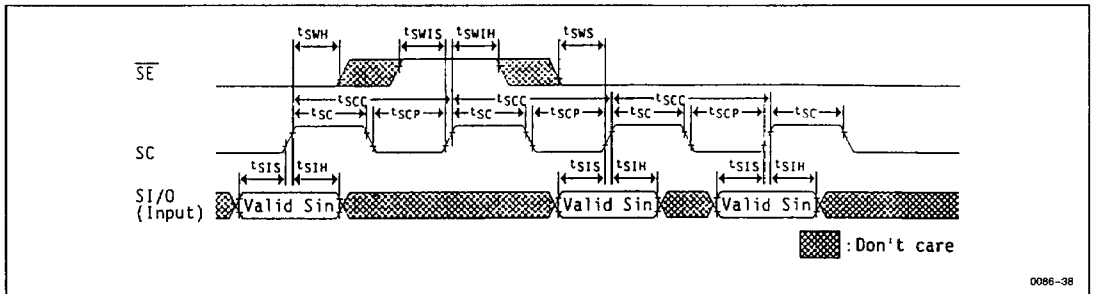 tSWH tSWIS tSWIH tSWS
SE
tSCC tSCC tSCC
tSC tSCP tSC tSCP tSC tSCP tSC
SC
tSIS tSIH tSIS tSIH tSIS tSIH
SI/O
(Input)
Valid Sin Valid Sin Valid Sin
: Don't care
0086-38